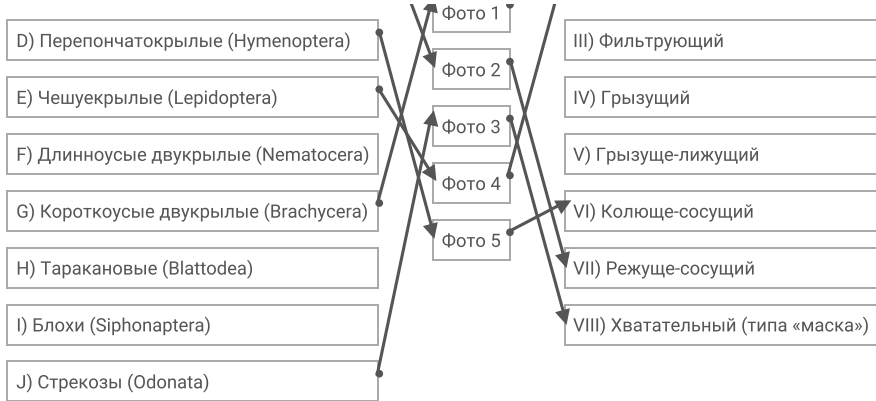 D) Перепончатокрылые (Hymenoptera)
E) Чешуекрылые (Lepidoptera)
F) Длинноусые двукрылые (Nematocera)
G) Короткоусые двукрылые (Brachycera)
H) Таракановые (Blattodea)
I) Блохи (Siphonaptera)
J) Стрекозы (Odonata)
Фото 1
Фото 2
Фото 3
Фото 4
Фото 5
III) Фильтрующий
IV) Грызущий
V) Грызуще-лижущий
VI) Колюще-сосущий
VII) Режуще-сосущий
VIII) Хватательный (типа «маска»)